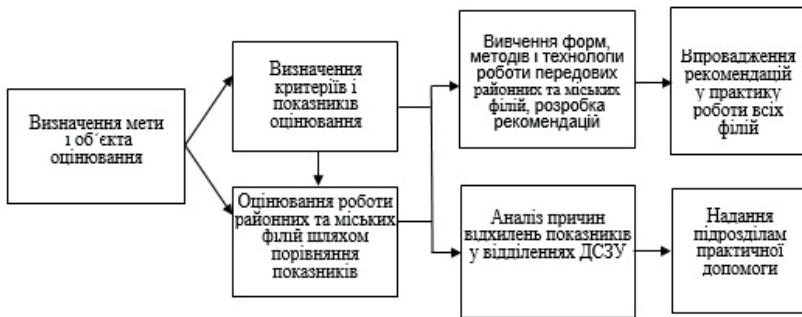 Визначення мети
і об´єкта
оцінювання
Визначення
критеріїв і
показників
оцінювання
Оцінювання роботи
районних та міських
філій шляхом
порівняння
показників
Вивчення форм,
методів і технологій
роботи передових
районних та міських
філій, розробка
рекомендацій
Впровадження
рекомендацій
у практику
роботи всіх
філій
Аналіз причин
відхилень показників
у відділеннях ДСЗУ
Надання
підрозділам
практичної
допомоги